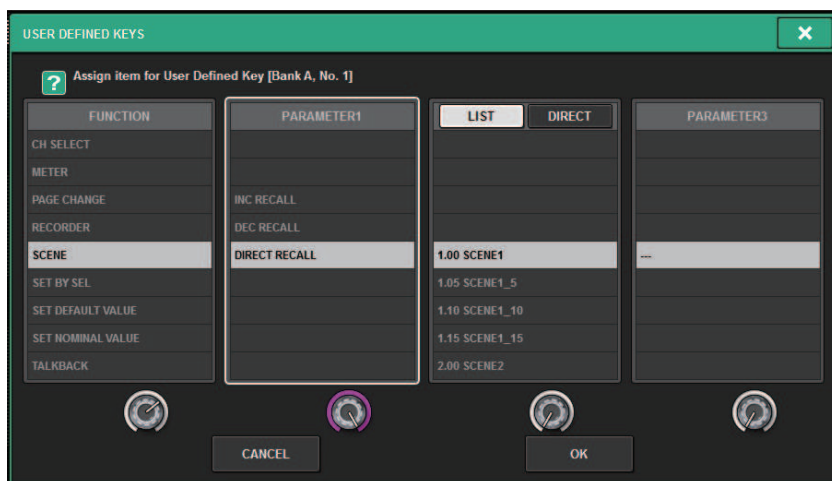 USER DEFINED KEYS
Assign item for User Defined Key [Bank A, No. 1]
FUNCTION PARAMETER1 LIST DIRECT PARAMETER3
CH SELECT
METER
PAGE CHANGE INC RECALL
RECORDER DEC RECALL
SCENE DIRECT RECALL 1.00 SCENE1 ---
SET BY SEL 1.05 SCENE1_5
SET DEFAULT VALUE 1.10 SCENE1_10
SET NOMINAL VALUE 1.15 SCENE1_15
TALKBACK 2.00 SCENE2
CANCEL OK